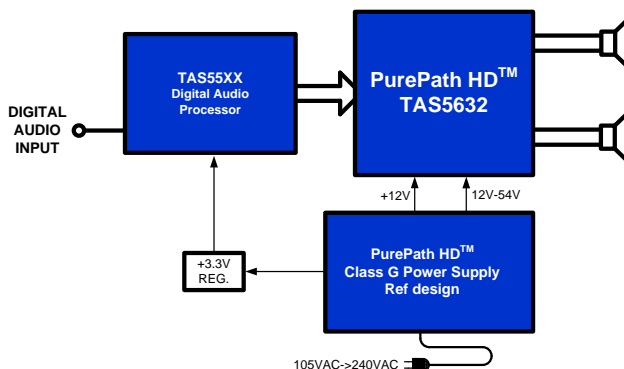 TAS55XX
Digital Audio
Processor
PurePath HD™
TAS5632
DIGITAL
AUDIO
INPUT
+12V
12V-54V
+3.3V
REG.
PurePath HD™
Class G Power Supply
Ref design
105VAC->240VAC